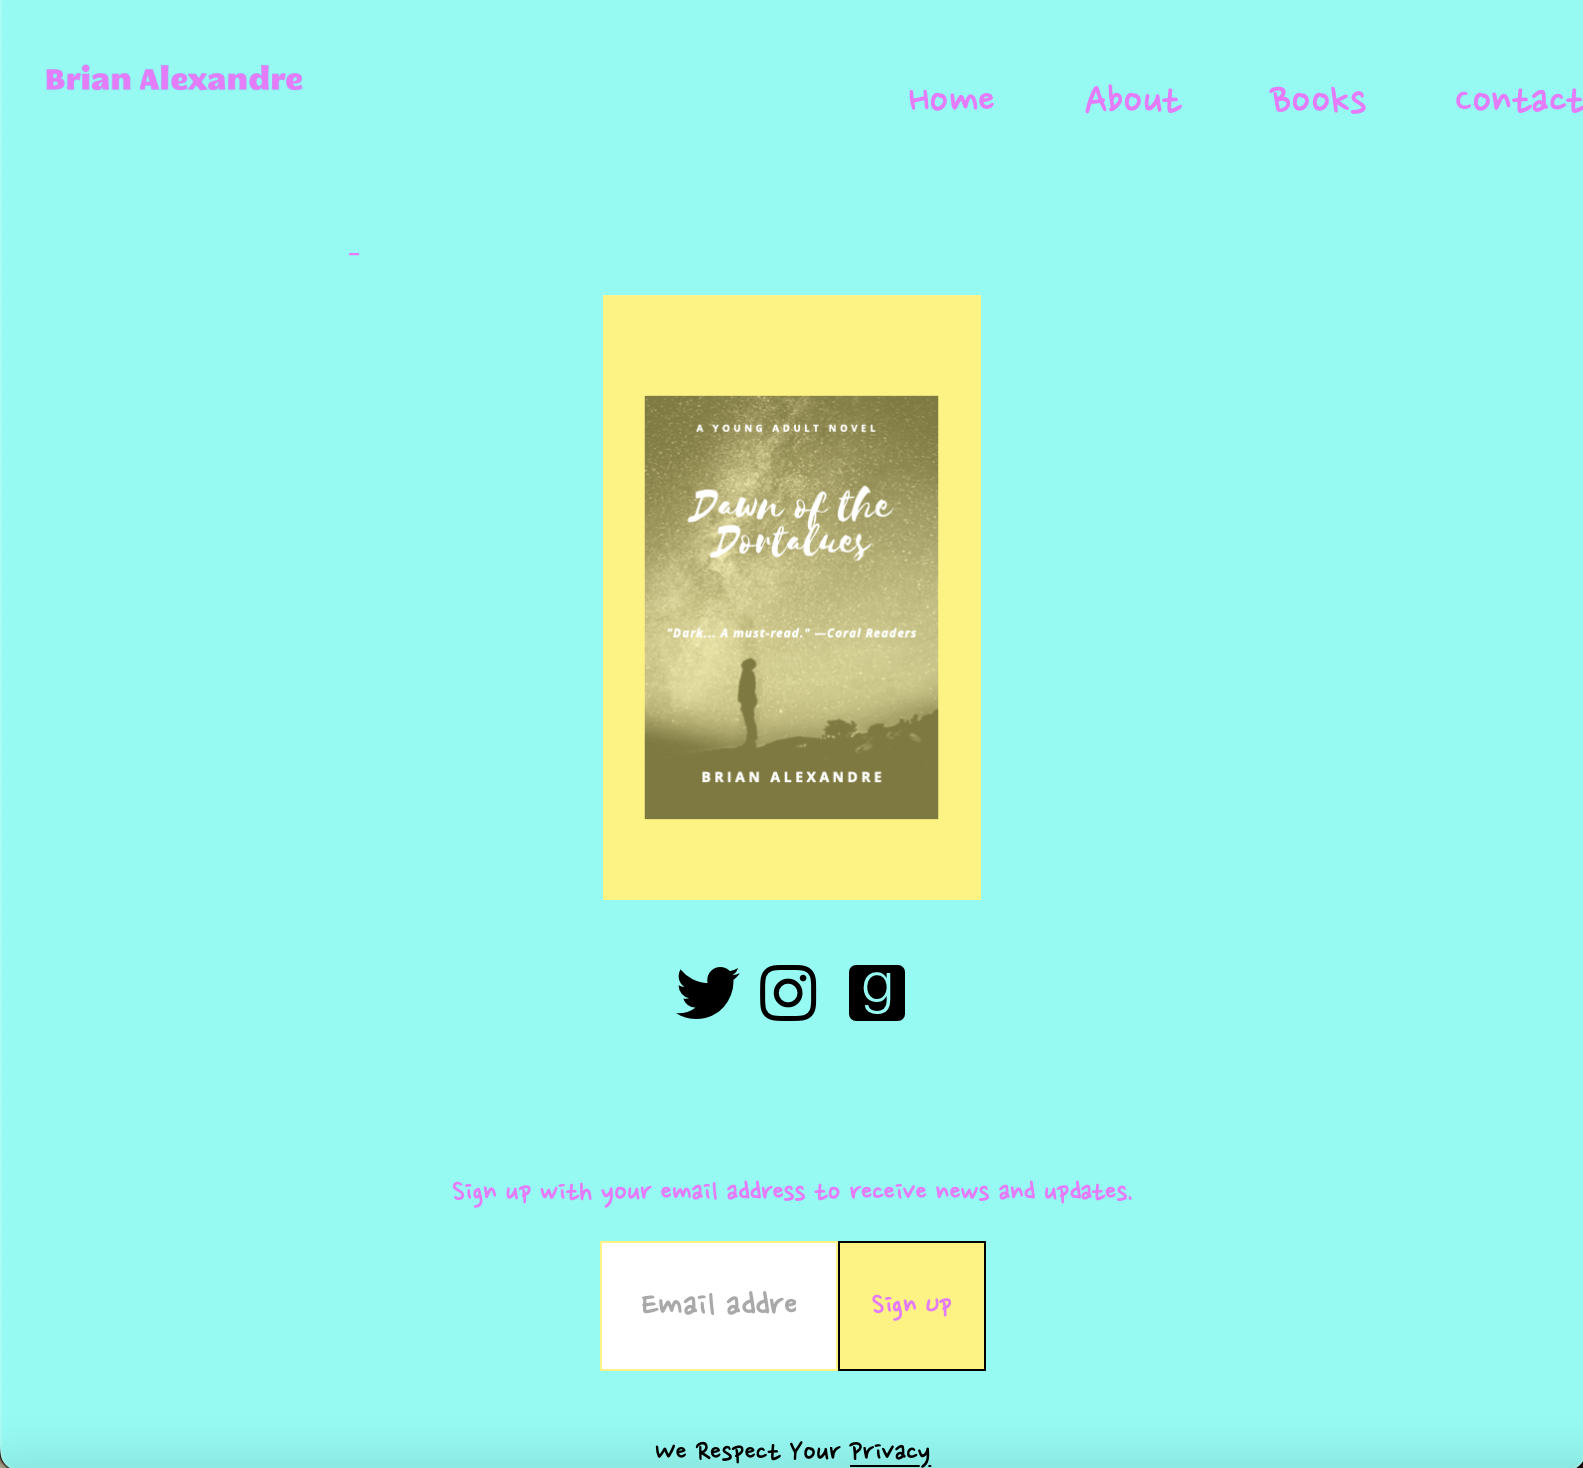 Brian Alexandre
Home About Books Contact
-
A YOUNG ADULT NOVEL
Dawn of the
Dortalues
"Dark... A must-read." —Coral Readers
BRIAN ALEXANDRE
g
Sign up with your email address to receive news and updates.
Email addre
Sign up
We Respect Your Privacy